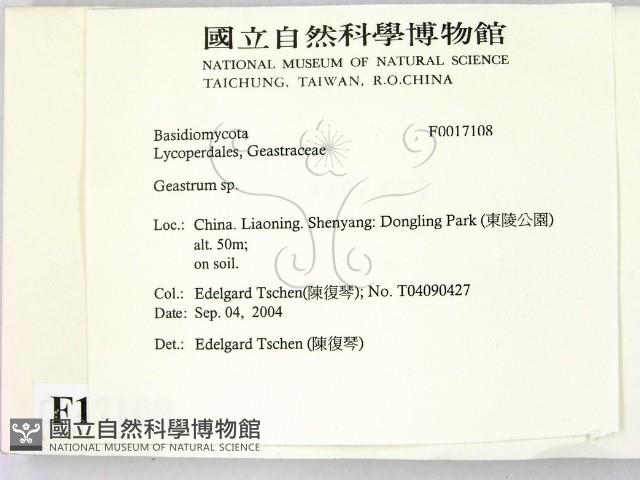 國立自然科學博物館
NATIONAL MUSEUM OF NATURAL SCIENCE
TAICHUNG, TAIWAN, R.O.CHINA
Basidiomycota F0017108
Lycoperdales, Geastraceae
Geastrum sp.
Loc.: China. Liaoning. Shenyang: Dongling Park (東陵公園)
alt. 50m;
on soil.
Col.: Edelgard Tschen(陳復琴); No. T04090427
Date: Sep. 04, 2004
Det.: Edelgard Tschen (陳復琴)
F1
國立自然科學博物館
NATIONAL MUSEUM OF NATURAL SCIENCE